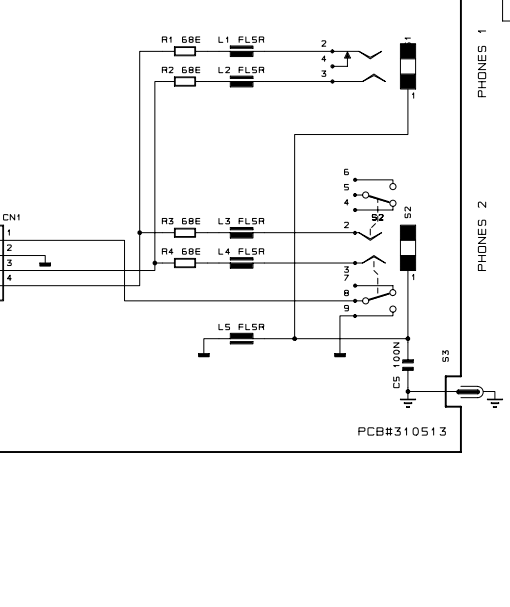 R1 68E L1 FL5R 2
4
R2 68E L2 FL5R 3
1
1
PHONES 1
6
5
4
S2
S2
R3 68E L3 FL5R 2
R4 68E L4 FL5R 3
7
8
9
1
PHONES 2
CN1
1
2
3
4
L5 FL5R
C5 100N
S3
PCB#310513